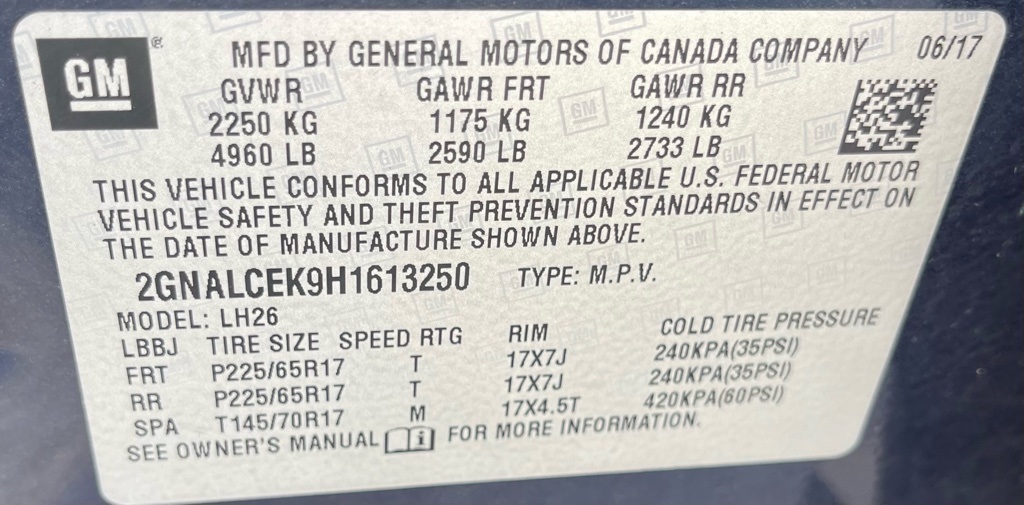 GM
MFD BY GENERAL MOTORS OF CANADA COMPANY 06/17
GVWR GAWR FRT GAWR RR
2250 KG 1175 KG 1240 KG
4960 LB 2590 LB 2733 LB
THIS VEHICLE CONFORMS TO ALL APPLICABLE U.S. FEDERAL MOTOR
VEHICLE SAFETY AND THEFT PREVENTION STANDARDS IN EFFECT ON
THE DATE OF MANUFACTURE SHOWN ABOVE.
2GNALCEK9H1613250 TYPE: M.P.V.
MODEL: LH26
LBBJ TIRE SIZE SPEED RTG RIM COLD TIRE PRESSURE
FRT P225/65R17 T 17X7J 240KPA(35PSI)
RR P225/65R17 T 17X7J 240KPA(35PSI)
SPA T145/70R17 M 17X4.5T 420KPA(60PSI)
SEE OWNER'S MANUAL i FOR MORE INFORMATION.